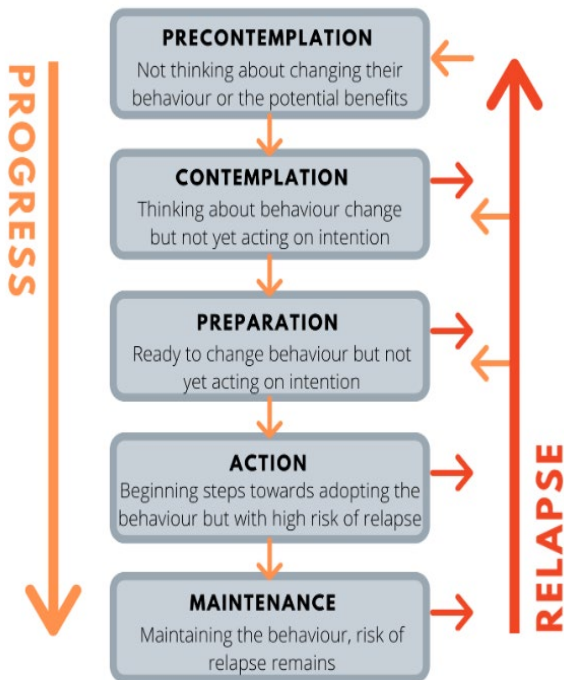 PROGRESS
PRECONTEMPLATION
Not thinking about changing their
behaviour or the potential benefits
CONTEMPLATION
Thinking about behaviour change
but not yet acting on intention
PREPARATION
Ready to change behaviour but not
yet acting on intention
ACTION
Beginning steps towards adopting the
behaviour but with high risk of relapse
MAINTENANCE
Maintaining the behaviour, risk of
relapse remains
RELAPSE